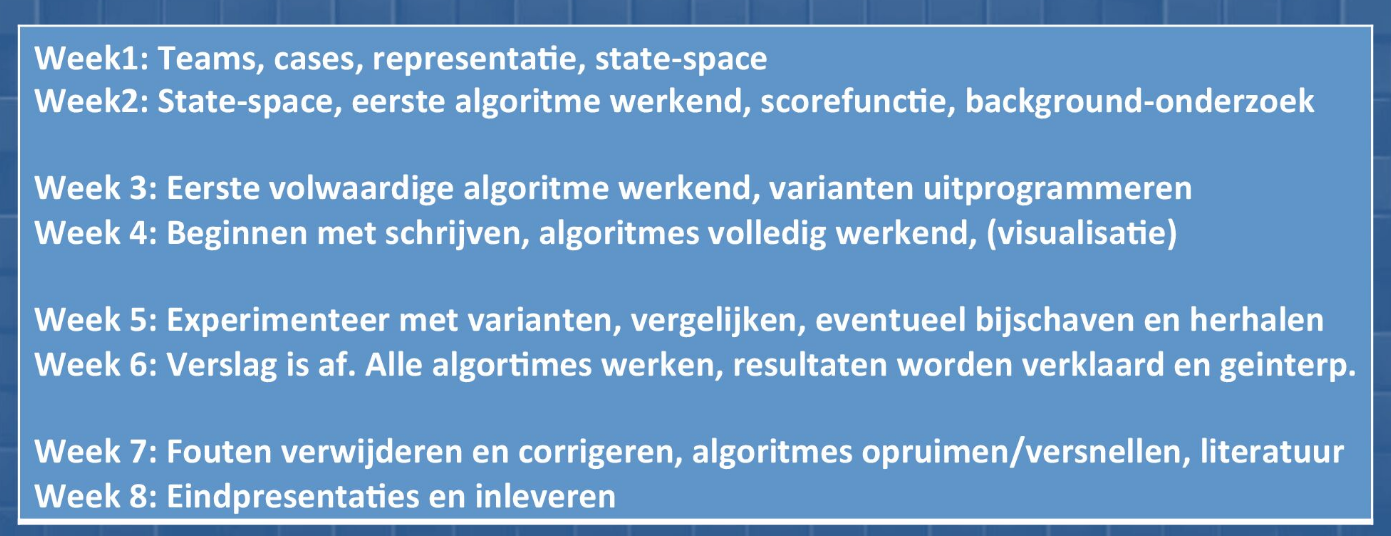 Week1: Teams, cases, representatie, state-space
Week2: State-space, eerste algoritme werkend, scorefunctie, background-onderzoek
Week 3: Eerste volwaardige algoritme werkend, varianten uitprogrammeren
Week 4: Beginnen met schrijven, algoritmes volledig werkend, (visualisatie)
Week 5: Experimenteer met varianten, vergelijken, eventueel bijschaven en herhalen
Week 6: Verslag is af. Alle algortimes werken, resultaten worden verklaard en geinterp.
Week 7: Fouten verwijderen en corrigeren, algoritmes opruimen/versnellen, literatuur
Week 8: Eindpresentaties en inleveren